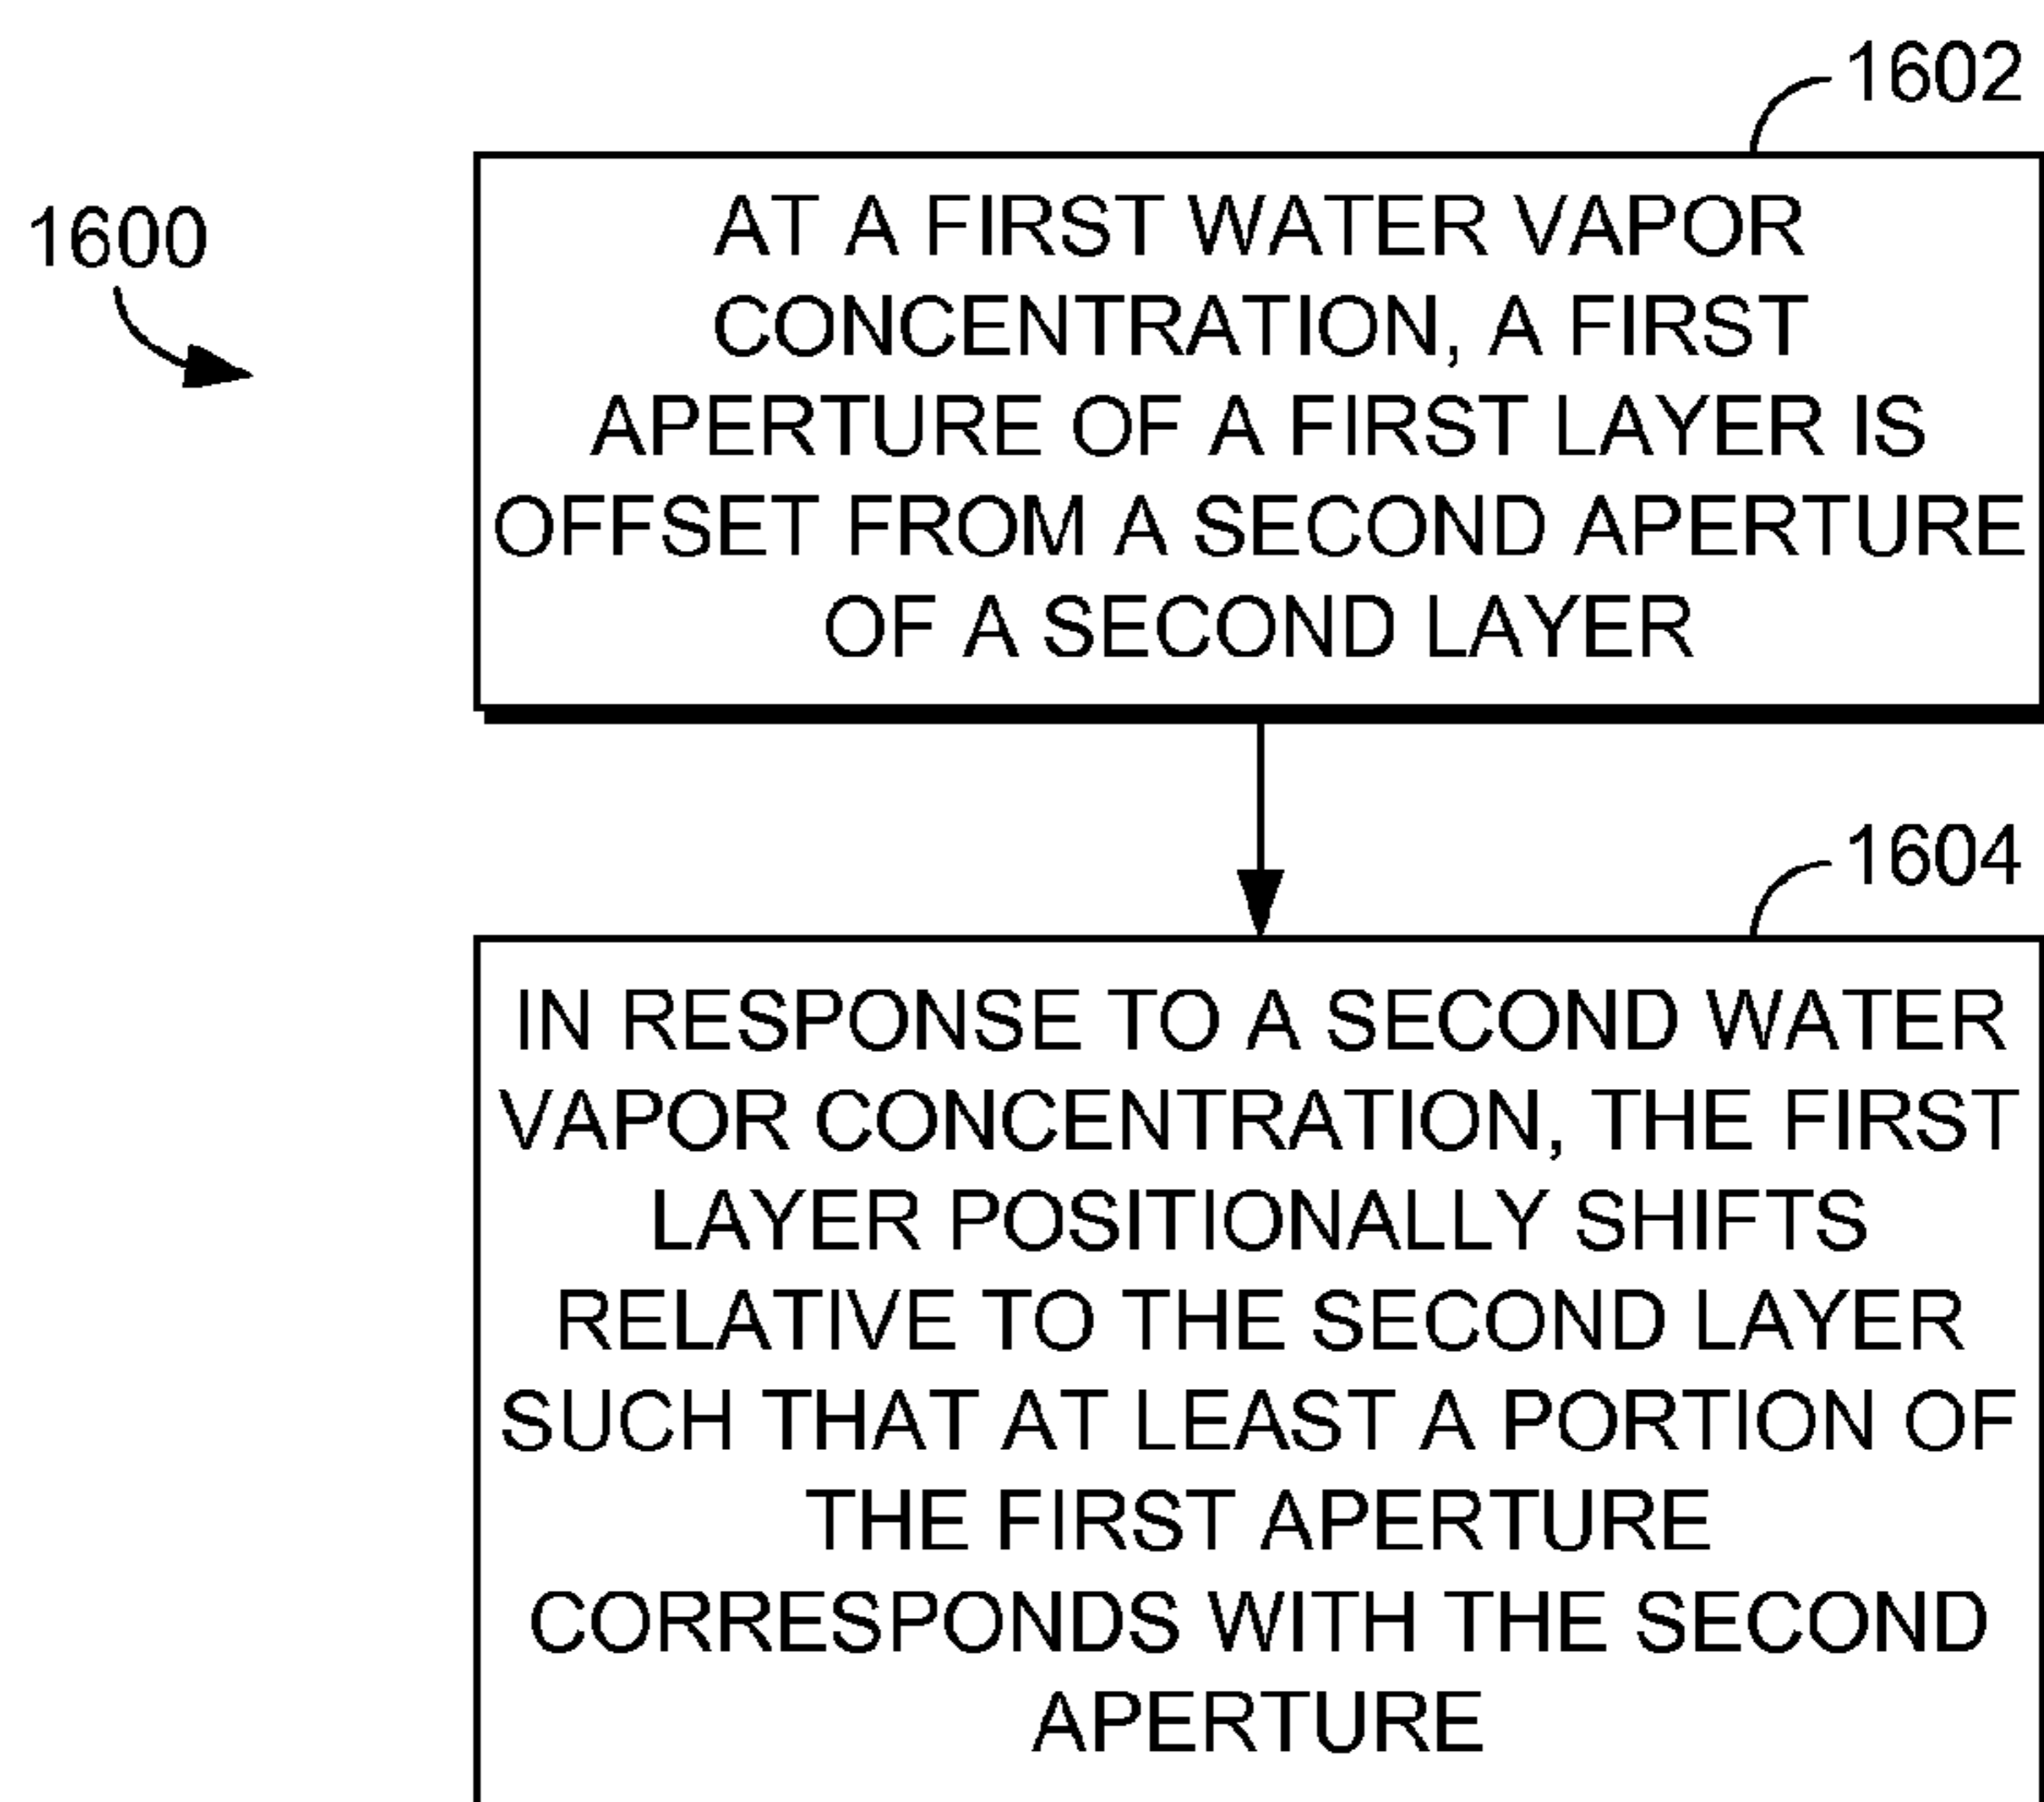 1602
1600
AT A FIRST WATER VAPOR
CONCENTRATION, A FIRST
APERTURE OF A FIRST LAYER IS
OFFSET FROM A SECOND APERTURE
OF A SECOND LAYER
1604
IN RESPONSE TO A SECOND WATER
VAPOR CONCENTRATION, THE FIRST
LAYER POSITIONALLY SHIFTS
RELATIVE TO THE SECOND LAYER
SUCH THAT AT LEAST A PORTION OF
THE FIRST APERTURE
CORRESPONDS WITH THE SECOND
APERTURE